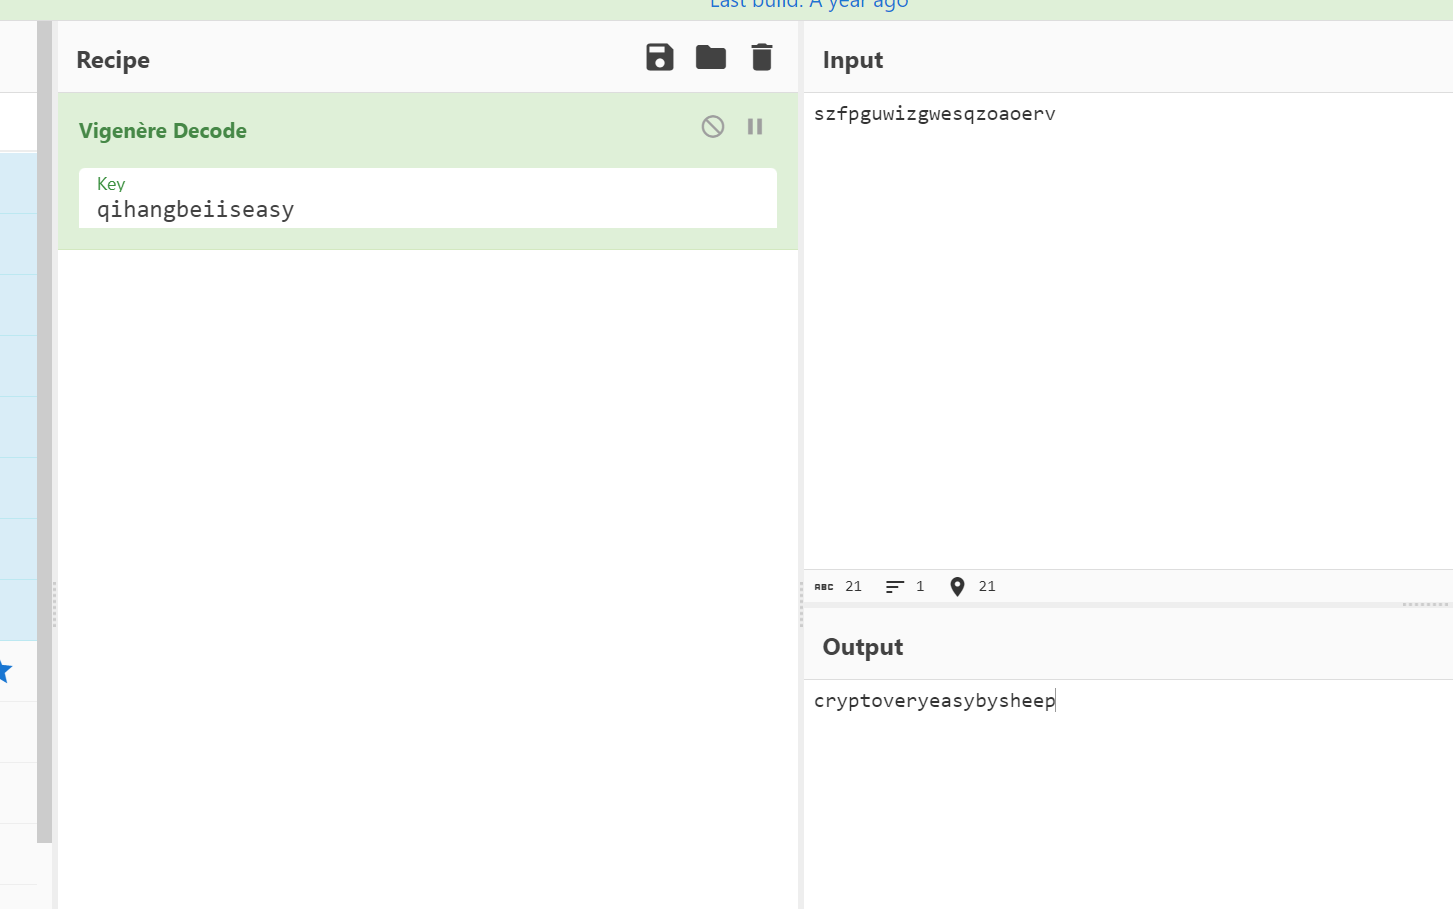 Last build: A year ago
Recipe
Vigenère Decode
Key
qihangbeiiseasy
Input
szfpguwizgwesqzoaoerv
ABC 21 1 21
Output
cryptoveryeasybysheep